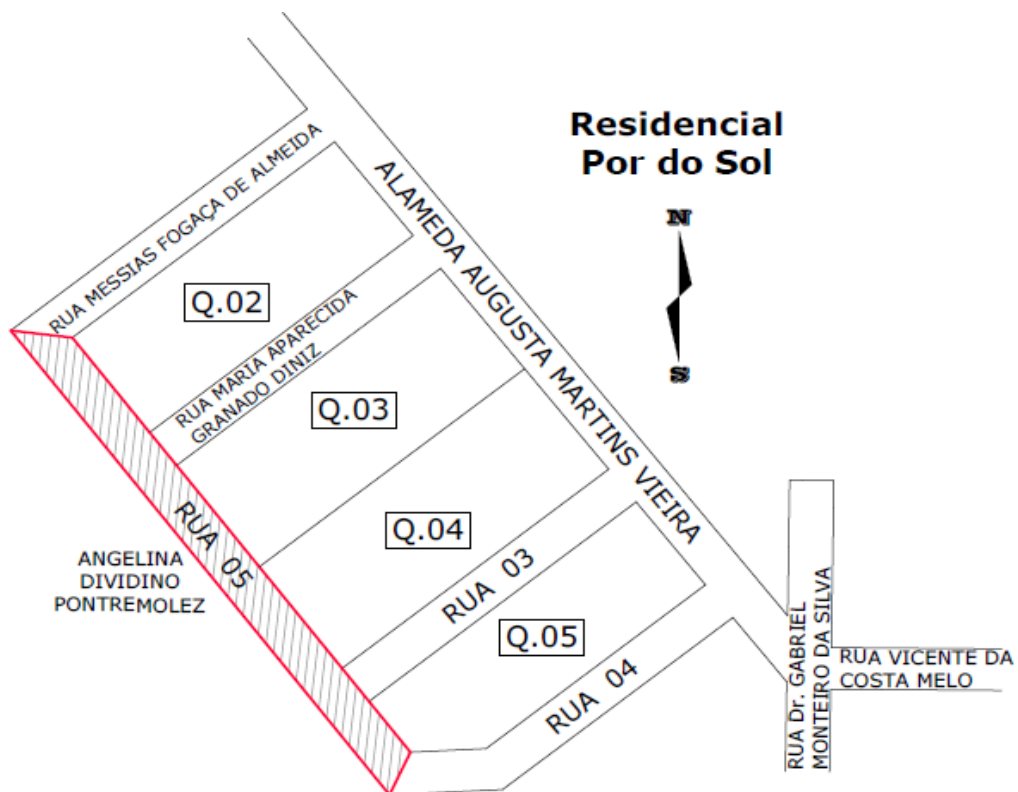 Residencial
Por do Sol
N
S
RUA MESSIAS FOGAÇA DE ALMEIDA
ALAMEDA AUGUSTA MARTINS VIEIRA
Q.02
RUA MARIA APARECIDA
GRANADO DINIZ
Q.03
RUA 05
Q.04
ANGELINA
DIVIDINO
PONTREMOLEZ
RUA 03
Q.05
RUA 04
RUA Dr. GABRIEL
MONTEIRO DA SILVA
RUA VICENTE DA
COSTA MELO